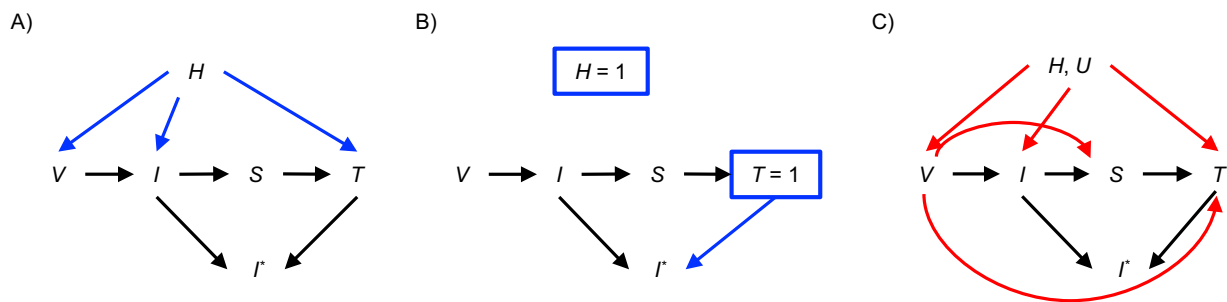 A)
H
V I S T
I*
B)
H = 1
V I S T = 1
I*
C)
H, U
V I S T
I*